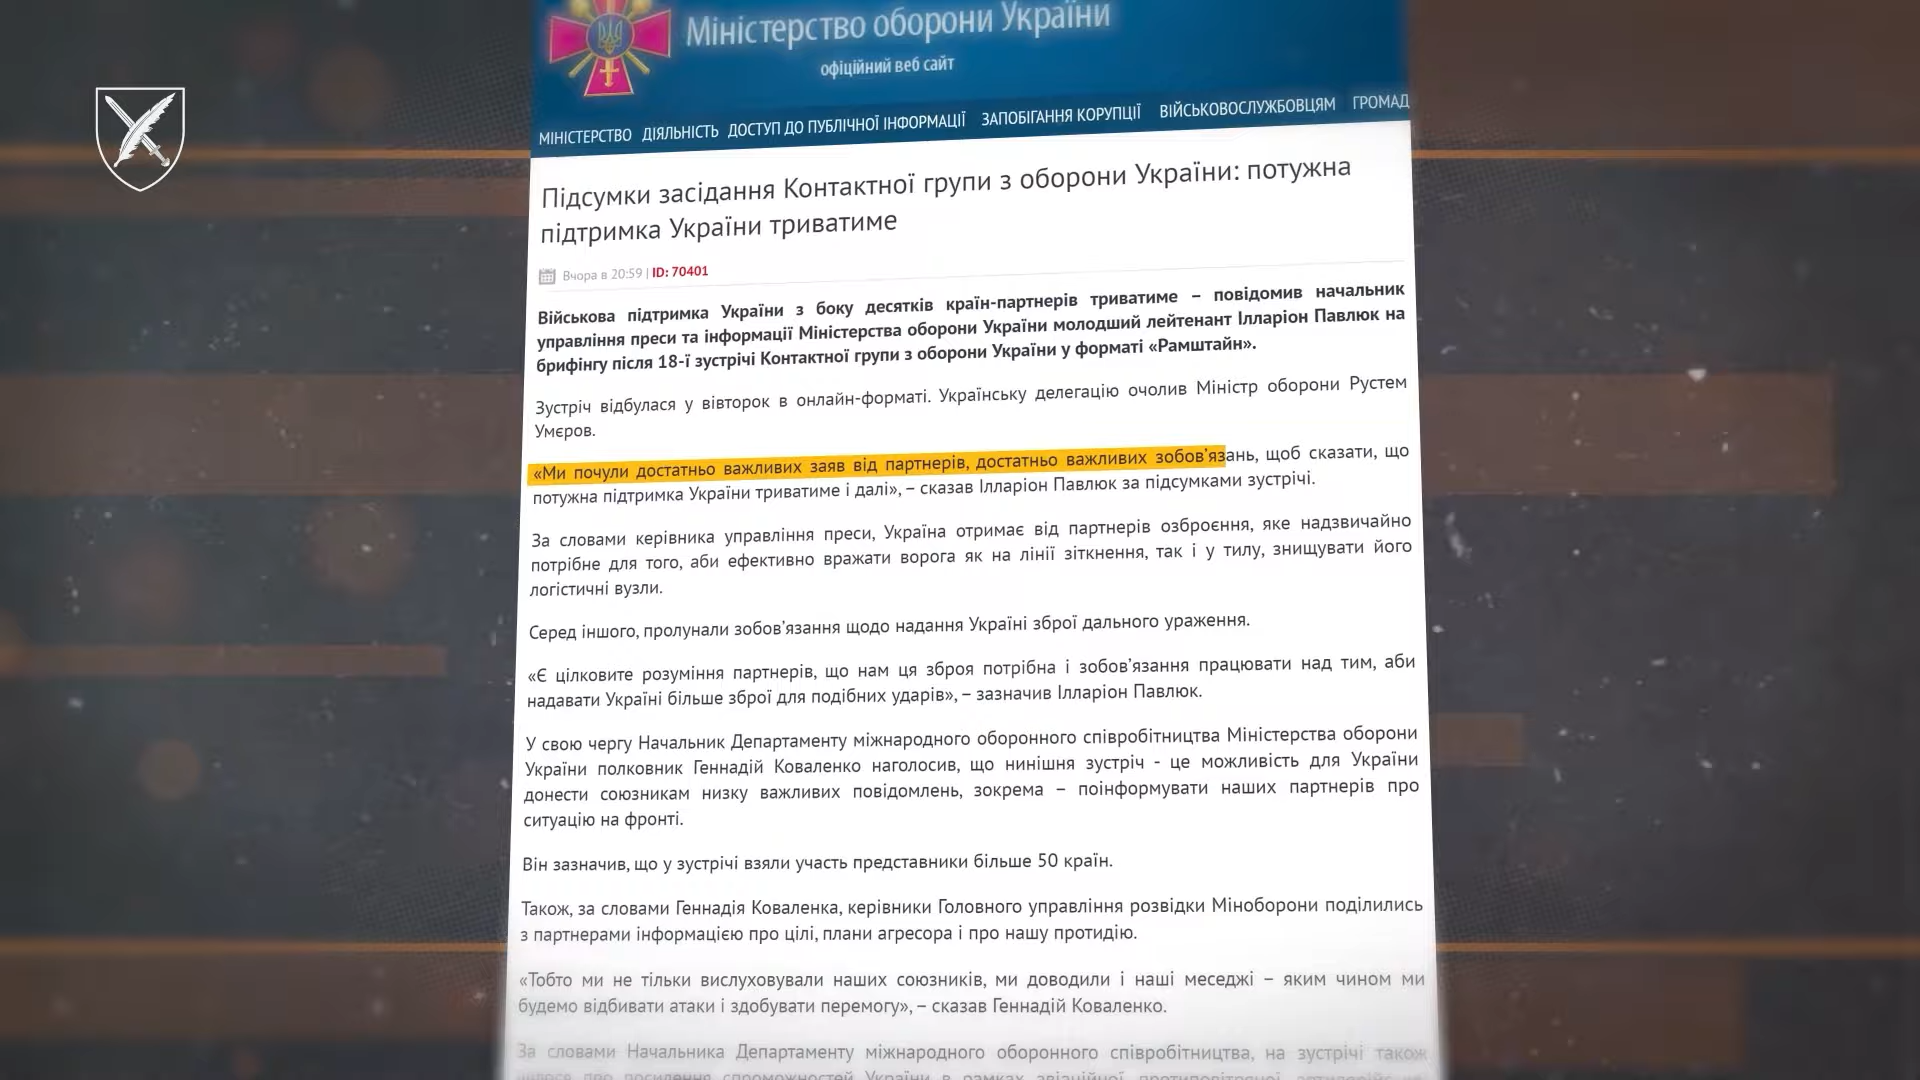 Міністерство оборони України
офіційний веб сайт
МІНІСТЕРСТВО ДІЯЛЬНІСТЬ ДОСТУП ДО ПУБЛІЧНОЇ ІНФОРМАЦІЇ ЗАПОБІГАННЯ КОРУПЦІЇ ВІЙСЬКОВОСЛУЖБОВЦЯМ ГРОМАД
Підсумки засідання Контактної групи з оборони України: потужна
підтримка України триватиме
Вчора в 20:59 | ID: 70401
Військова підтримка України з боку десятків країн-партнерів триватиме – повідомив начальник
управління преси та інформації Міністерства оборони України молодший лейтенант Ілларіон Павлюк на
брифінгу після 18-ї зустрічі Контактної групи з оборони України у форматі «Рамштайн».
Зустріч відбулася у вівторок в онлайн-форматі. Українську делегацію очолив Міністр оборони Рустем
Умєров.
«Ми почули достатньо важливих заяв від партнерів, достатньо важливих зобов’язань, щоб сказати, що
потужна підтримка України триватиме і далі», – сказав Ілларіон Павлюк за підсумками зустрічі.
За словами керівника управління преси, Україна отримає від партнерів озброєння, яке надзвичайно
потрібне для того, аби ефективно вражати ворога як на лінії зіткнення, так і у тилу, знищувати його
логістичні вузли.
Серед іншого, пролунали зобов’язання щодо надання Україні зброї дального ураження.
«Є цілковите розуміння партнерів, що нам ця зброя потрібна і зобов’язання працювати над тим, аби
надавати Україні більше зброї для подібних ударів», – зазначив Ілларіон Павлюк.
У свою чергу Начальник Департаменту міжнародного оборонного співробітництва Міністерства оборони
України полковник Геннадій Коваленко наголосив, що нинішня зустріч - це можливість для України
донести союзникам низку важливих повідомлень, зокрема – поінформувати наших партнерів про
ситуацію на фронті.
Він зазначив, що у зустрічі взяли участь представники більше 50 країн.
Також, за словами Геннадія Коваленка, керівники Головного управління розвідки Міноборони поділились
з партнерами інформацією про цілі, плани агресора і про нашу протидію.
«Тобто ми не тільки вислуховували наших союзників, ми доводили і наші меседжі – яким чином ми
будемо відбивати атаки і здобувати перемогу», – сказав Геннадій Коваленко.
За словами Начальника Департаменту міжнародного оборонного співробітництва, на зустрічі також
про посилення спроможностей України в рамках авіаційної, протиповітряної,